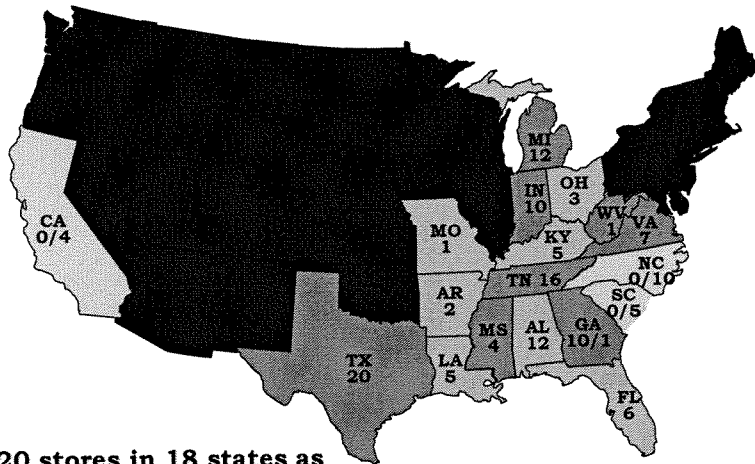 MI
12
OH
3
IN
10
WV
1
VA
7
CA
0/4
MO
1
KY
5
NC
0/10
TN 16
SC
0/5
AR
2
MS
4
AL
12
GA
10/1
TX
20
LA
5
FL
6
20 stores in 18 states as